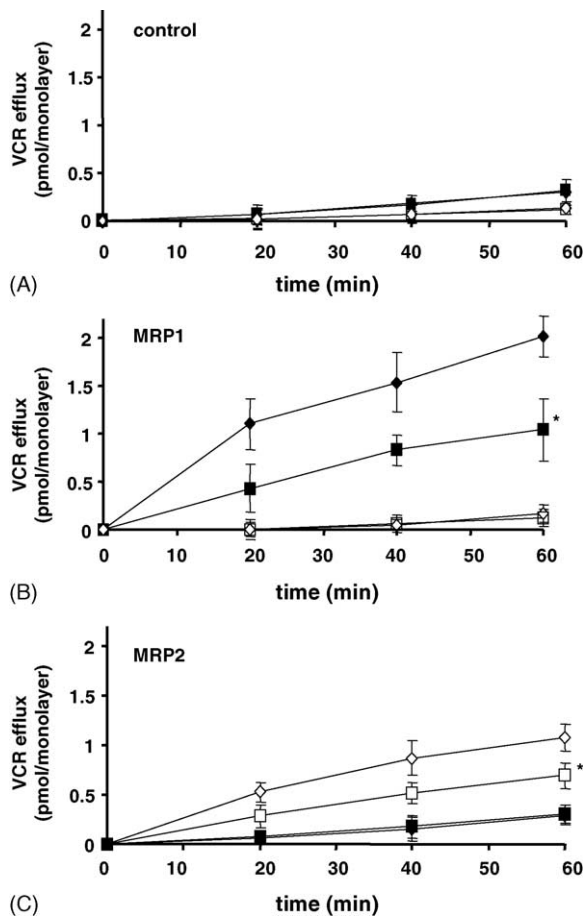 control
VCR efflux
(pmol/monolayer)
2
1.5
1
0.5
0
0 20 30 40 50 60
10
time (min)
(A)
MRP1
VCR efflux
(pmol/monolayer)
2
1.5
1
0.5
0
*
0 10 20 30 40 50 60
time (min)
(B)
MRP2
VCR efflux
(pmol/monolayer)
2
1.5
1
0.5
0
*
0 10 20 30 40 50 60
time (min)
(C)